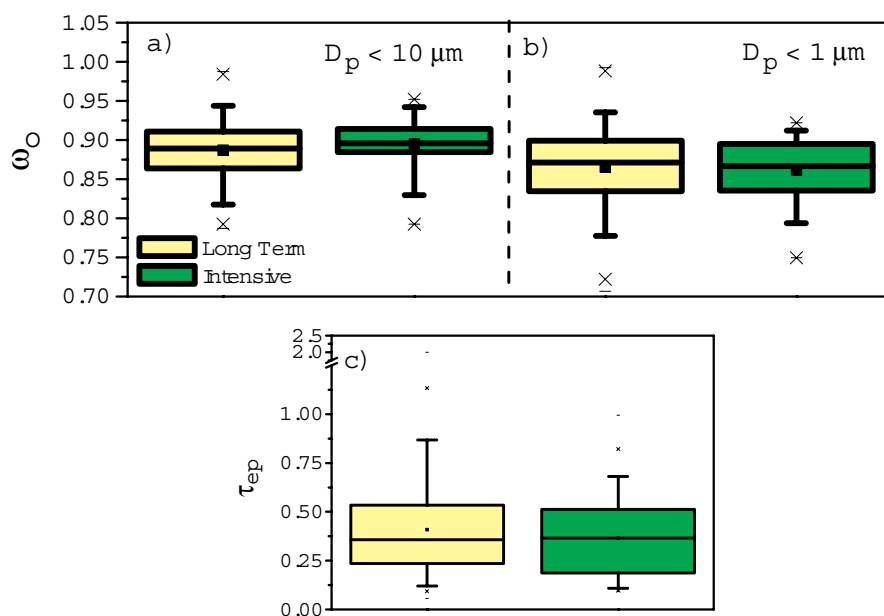 1.05
1.00
0.95
0.90
0.85
0.80
0.75
0.70
ωO
a)
Dp < 10 μm
b)
Dp < 1 μm
Long Term
Intensive
2.5
2.0
1.00
0.75
0.50
0.25
0.00
τep
c)